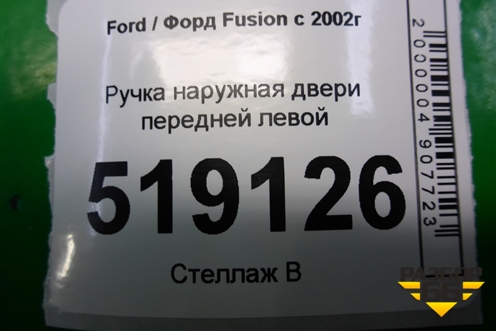 Ford / Форд Fusion с 2002г
Ручка наружная двери
передней левой
519126
Стеллаж В
2000004907723